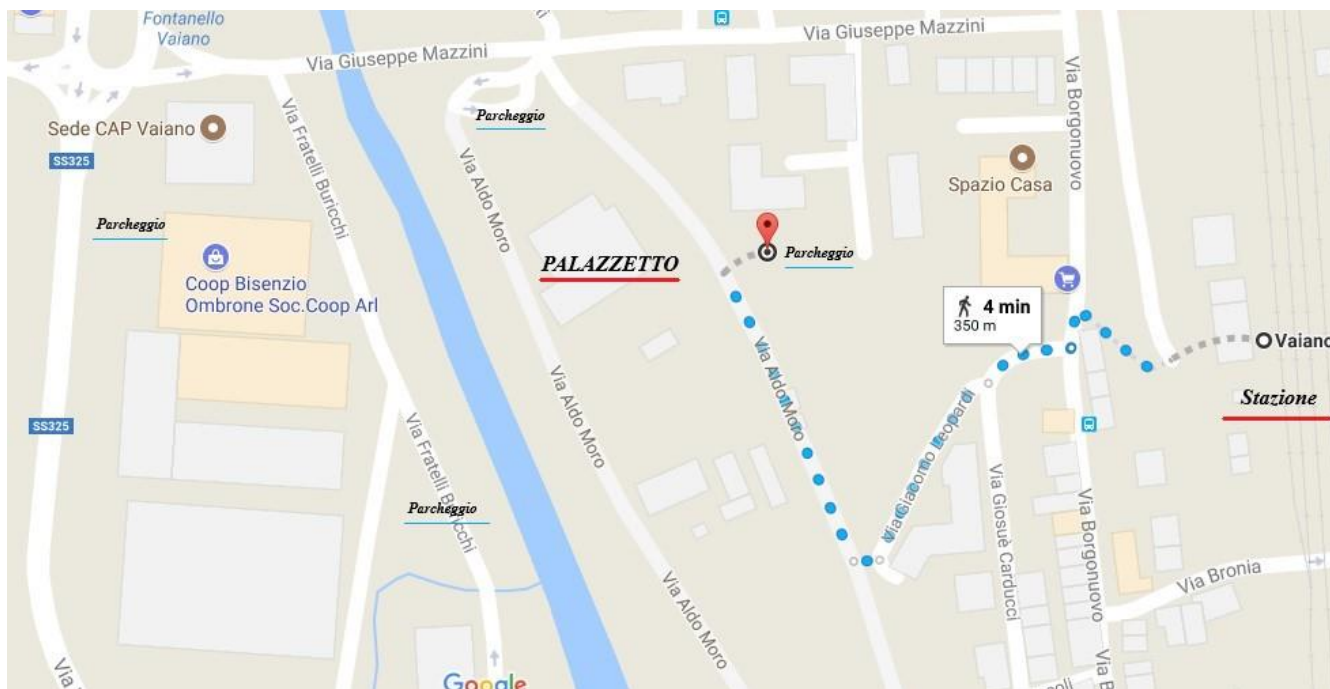 Fontanello
Vaiano
Via Giuseppe Mazzini
Via Giuseppe Mazzini
Via Borgonuovo
Sede CAP Vaiano
Parcheggio
SS325
Via Fratelli Buricchi
Via Aldo Moro
Spazio Casa
Parcheggio
Coop Bisenzio
Ombrone Soc.Coop Arl
PALAZZETTO
Parcheggio
4 min
350 m
Vaiano
Stazione
Via Aldo Moro
Via Aldo Moro
Via Giacomo Leopardi
SS325
Via Fratelli Buricchi
Parcheggio
Via Giosuè Carducci
Via Borgonuovo
Via Bronia
Via Aldo Moro
Via
Via B
Google